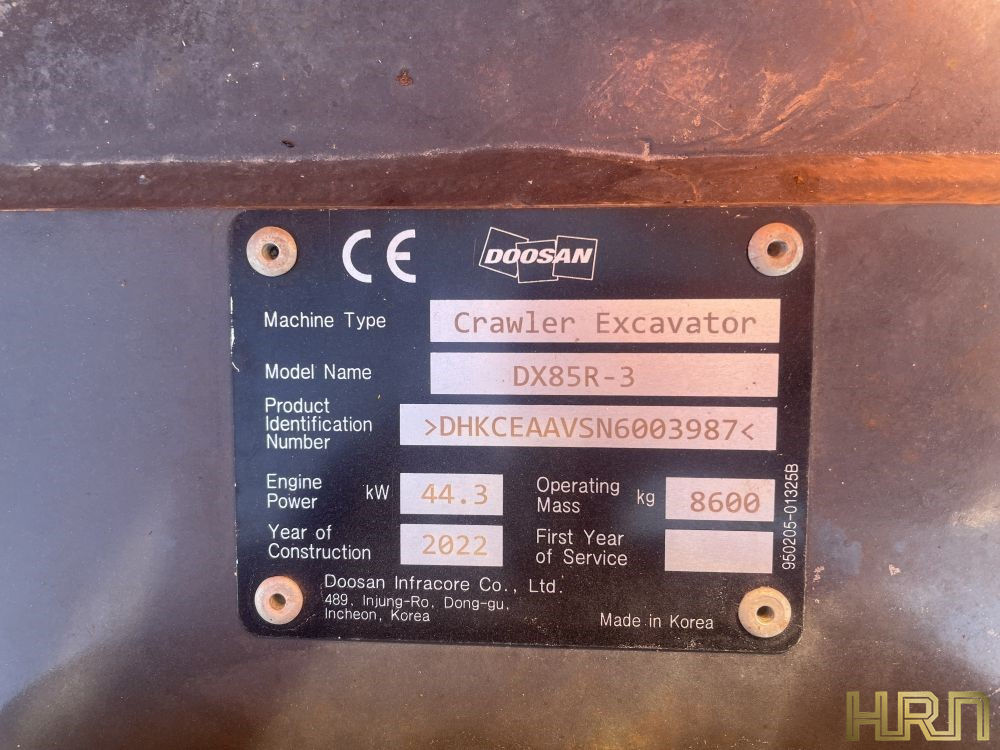 CE DOOSAN
Machine Type Crawler Excavator
Model Name DX85R-3
Product
Identification
Number >DHKCEAAVSN6003987<
Engine
Power kW 44.3
Operating
Mass kg 8600
Year of
Construction 2022
First Year
of Service
950205-01325B
Doosan Infracore Co., Ltd.
489, Injung-Ro, Dong-gu,
Incheon, Korea
Made in Korea
HRN